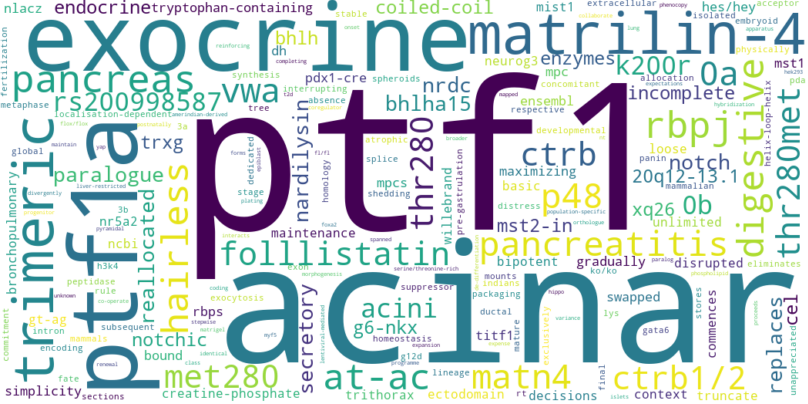 nlacz endocrine tryptophan-containing coiled-coil mist1 extracellular phenocopy
exocrine matrilin-4
bhlh hes/hey acceptor
stable isolated embryoid
dh neurog3 enzymes physically
fertilization pancreas synthesis pdx1-cre spheroids mpc concomitant k200r mst1
interrupting allocation expectations
metaphase rs200998587 vwa tree absence nrdc ensembl incomplete 0a pda
localisation-dependent bhlha15 respective hybridization
global trxg 3a atrophic developmental rbpj loose
trimeric ptf1a hairless ptf1 thr280 nardilysin ctrb notch panin digestive thr280met
splice maximizing 20q12-13.1 mammalian helix-loop-helix
paralogue stage homology mpcs basic p48 xq26 0b
shedding distress unlimited
bronchopulmonary 3b nr5a2 reallocated willebrand pre-gastrulation mst2-in population-specific orthologue
maintenance
ncbi h3k4 folllistatin pancreatitis disrupted eliminates
peptidase exon bipotent gradually
rule rbps secretory acinar mounts ko/ko swapped
serine/threonine-rich
exocytosis suppressor packaging indians stores
gt-ag notchic acini ductal titf1 replaces cel
unknown subsequent g6-nkx mature exclusively lys commences
commitment intron bound homeostasis variance gata6 unappreciated
encoding mammals met280 g12d lineage final
fate at-ac matn4 ctrb1/2
simplicity creatine-phosphate trithorax ectodomain decisions context truncate
sections